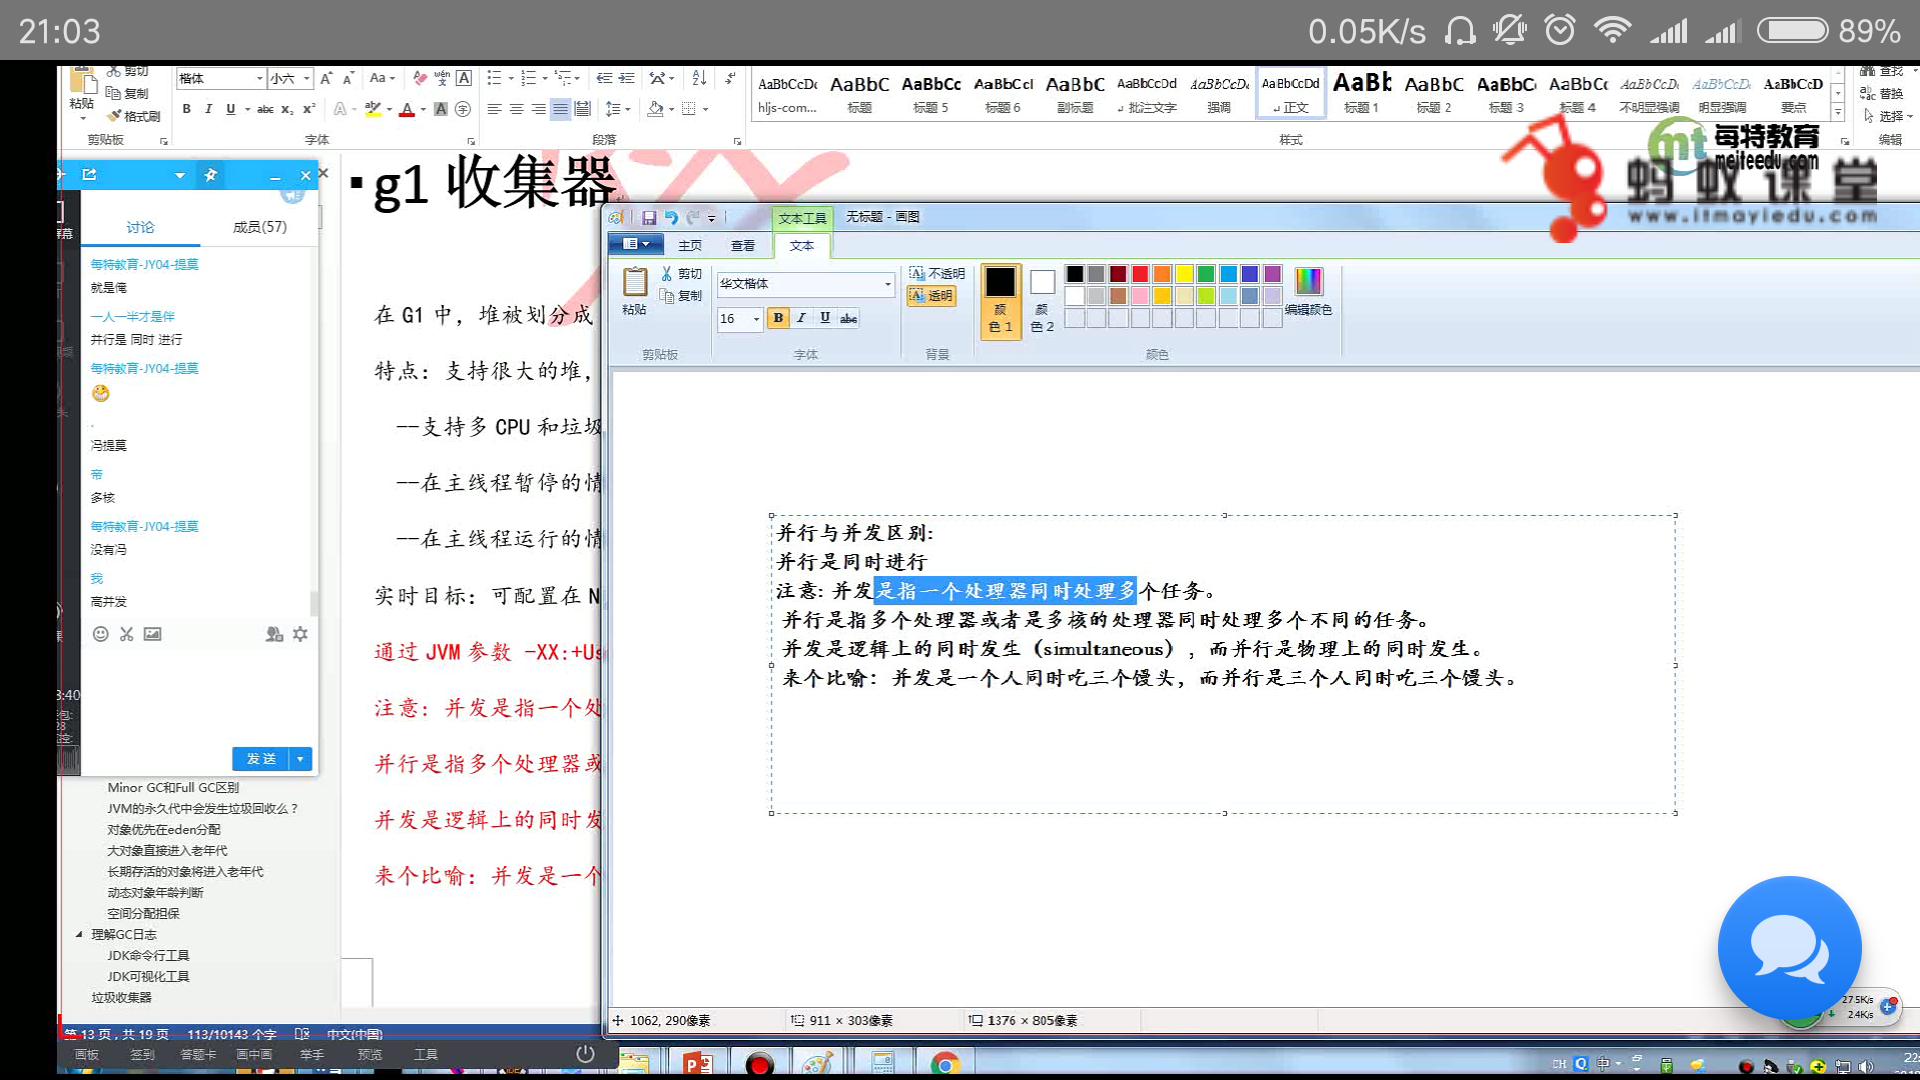 21:03
0.05K/s
89%
粘贴
剪切
复制
格式刷
剪贴板
楷体
小六
字体
段落
AaBbCcDc
hljs-com...
AaBbC
标题
AaBbCc
标题 5
AaBbCcI
标题 6
AaBbC
副标题
AaBbCcDd
批注文字
AaBbCcDc
强调
AaBbCcDd
正文
AaBb
标题 1
AaBbC
标题 2
AaBbC
标题 3
AaBbCc
标题 4
AaBbCcDc
不明显强调
AaBbCcDc
明显强调
AaBbCcD
要点
样式
查找
替换
选择
编辑
每特教育
meiteedu.com
蚂蚁课堂
www.itmayiedu.com
讨论
成员(57)
每特教育-JY04-提莫
就是俺
一人一半才是伴
并行是 同时 进行
每特教育-JY04-提莫
.
冯提莫
帝
多核
每特教育-JY04-提莫
没有冯
我
高并发
发送
Minor GC和Full GC区别
JVM的永久代中会发生垃圾回收么？
对象优先在eden分配
大对象直接进入老年代
长期存活的对象将进入老年代
动态对象年龄判断
空间分配担保
理解GC日志
JDK命令行工具
JDK可视化工具
垃圾收集器
第 13 页，共 19 页
113/10143 个字
中文(中国)
g1 收集器
在 G1 中，堆被划分成
特点：支持很大的堆，
--支持多 CPU 和垃圾
--在主线程暂停的情
--在主线程运行的情
实时目标：可配置在 N
通过 JVM 参数 -XX:+Us
注意：并发是指一个处
并行是指多个处理器或
并发是逻辑上的同时发
来个比喻：并发是一个
文本工具
无标题 - 画图
主页
查看
文本
粘贴
剪切
复制
剪贴板
华文楷体
16
字体
不透明
透明
背景
颜色 1
颜色 2
编辑颜色
颜色
并行与并发区别:
并行是同时进行
注意: 并发是指一个处理器同时处理多个任务。
并行是指多个处理器或者是多核的处理器同时处理多个不同的任务。
并发是逻辑上的同时发生（simultaneous），而并行是物理上的同时发生。
来个比喻：并发是一个人同时吃三个馒头，而并行是三个人同时吃三个馒头。
1062, 290像素
911 × 303像素
1376 × 805像素
27.5K/s
2.4K/s
画板
签到
答题卡
画中画
举手
预览
工具
CH
中